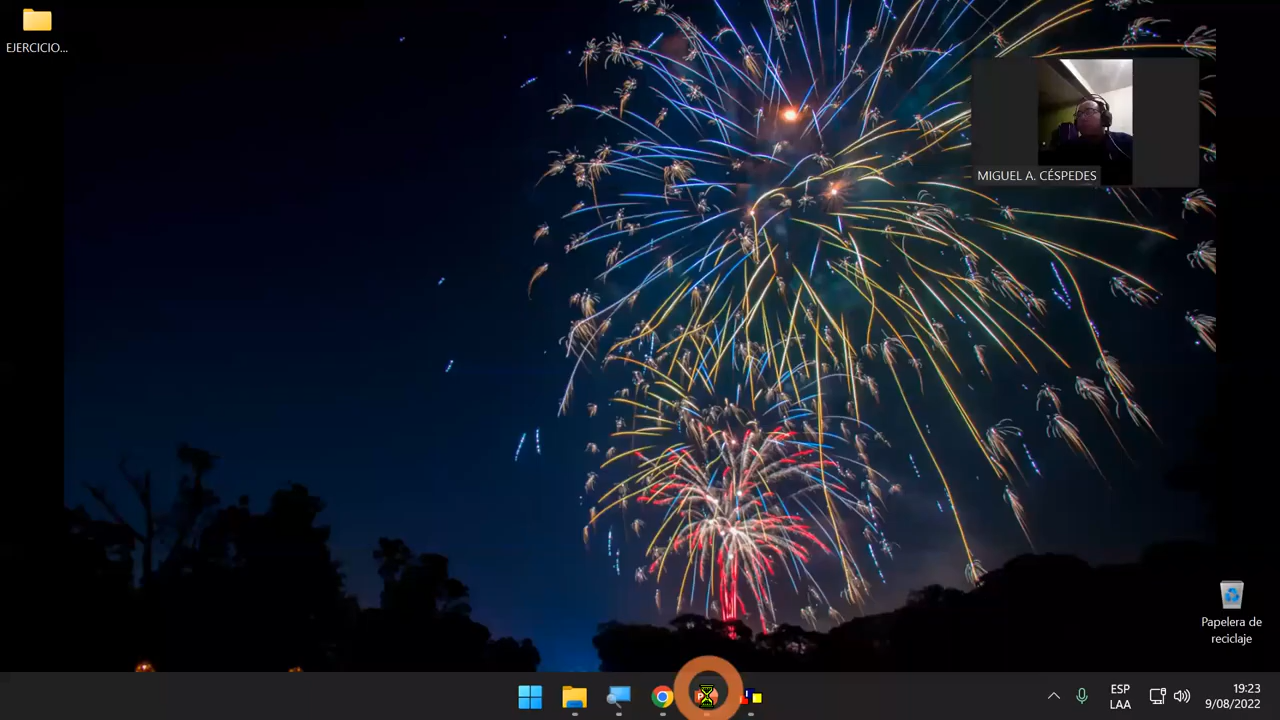 EJERCICIO...
MIGUEL A. CÉSPEDES
Papelera de
reciclaje
ESP
LAA
19:23
9/08/2022